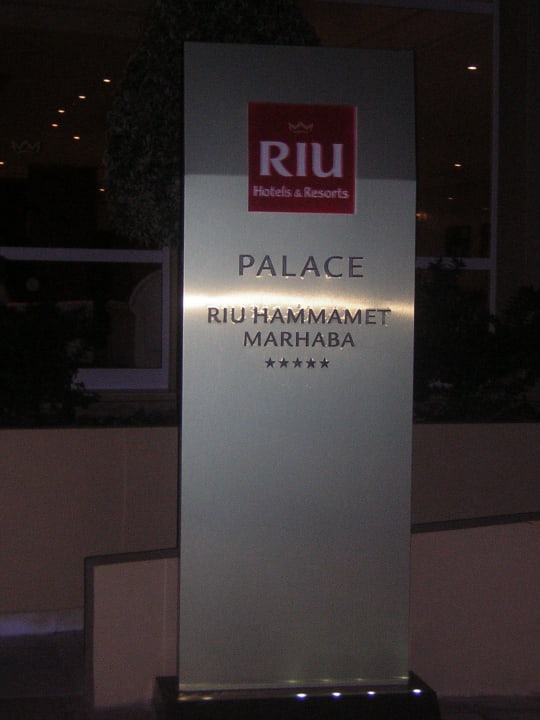 RIU
Hotels & Resorts
PALACE
RIU HAMMAMET
MARHABA
★★★★★